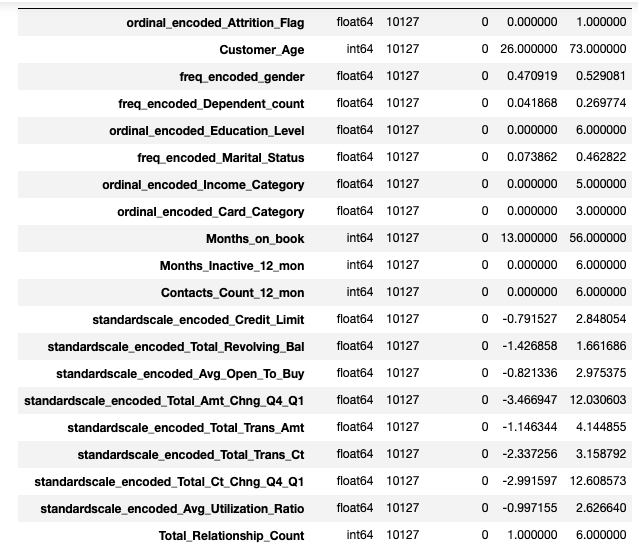 ordinal_encoded_Attrition_Flag float64 10127 0 0.000000 1.000000
Customer_Age int64 10127 0 26.000000 73.000000
freq_encoded_gender float64 10127 0 0.470919 0.529081
freq_encoded_Dependent_count float64 10127 0 0.041868 0.269774
ordinal_encoded_Education_Level float64 10127 0 0.000000 6.000000
freq_encoded_Marital_Status float64 10127 0 0.073862 0.462822
ordinal_encoded_Income_Category float64 10127 0 0.000000 5.000000
ordinal_encoded_Card_Category float64 10127 0 0.000000 3.000000
Months_on_book int64 10127 0 13.000000 56.000000
Months_Inactive_12_mon int64 10127 0 0.000000 6.000000
Contacts_Count_12_mon int64 10127 0 0.000000 6.000000
standardscale_encoded_Credit_Limit float64 10127 0 -0.791527 2.848054
standardscale_encoded_Total_Revolving_Bal float64 10127 0 -1.426858 1.661686
standardscale_encoded_Avg_Open_To_Buy float64 10127 0 -0.821336 2.975375
standardscale_encoded_Total_Amt_Chng_Q4_Q1 float64 10127 0 -3.466947 12.030603
standardscale_encoded_Total_Trans_Amt float64 10127 0 -1.146344 4.144855
standardscale_encoded_Total_Trans_Ct float64 10127 0 -2.337256 3.158792
standardscale_encoded_Total_Ct_Chng_Q4_Q1 float64 10127 0 -2.991597 12.608573
standardscale_encoded_Avg_Utilization_Ratio float64 10127 0 -0.997155 2.626640
Total_Relationship_Count int64 10127 0 1.000000 6.000000